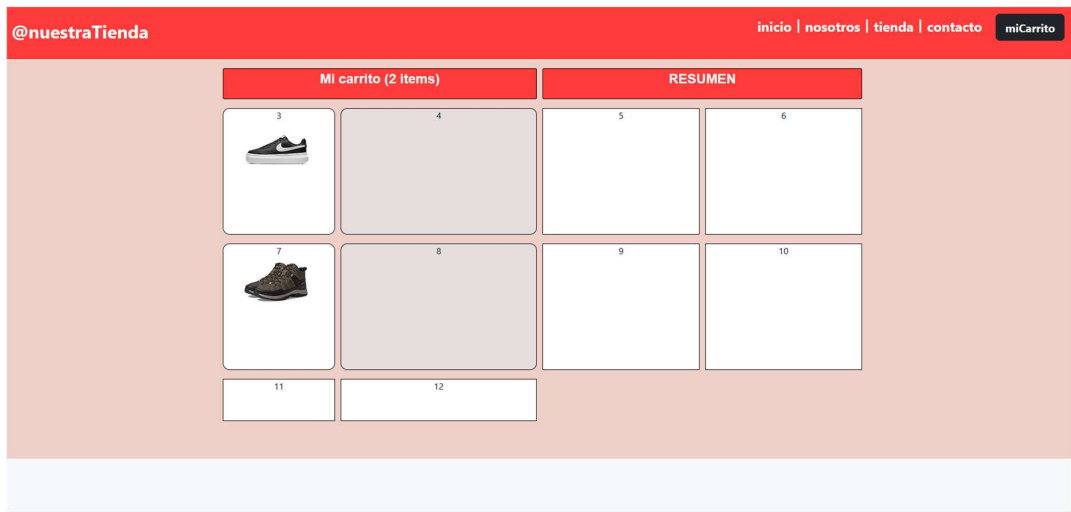 @nuestraTienda
inicio | nosotros | tienda | contacto
miCarrito
Mi carrito (2 items)
RESUMEN
3
4
5
6
7
8
9
10
11
12